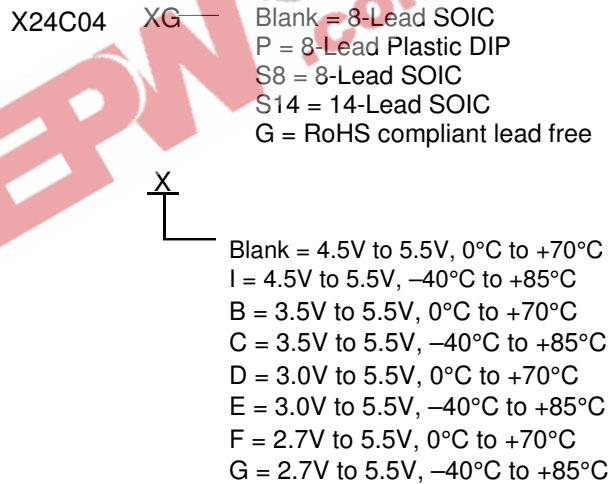 X24C04 XG Blank = 8-Lead SOIC
P = 8-Lead Plastic DIP
S8 = 8-Lead SOIC
S14 = 14-Lead SOIC
G = RoHS compliant lead free
X
Blank = 4.5V to 5.5V, 0°C to +70°C
I = 4.5V to 5.5V, –40°C to +85°C
B = 3.5V to 5.5V, 0°C to +70°C
C = 3.5V to 5.5V, –40°C to +85°C
D = 3.0V to 5.5V, 0°C to +70°C
E = 3.0V to 5.5V, –40°C to +85°C
F = 2.7V to 5.5V, 0°C to +70°C
G = 2.7V to 5.5V, –40°C to +85°C